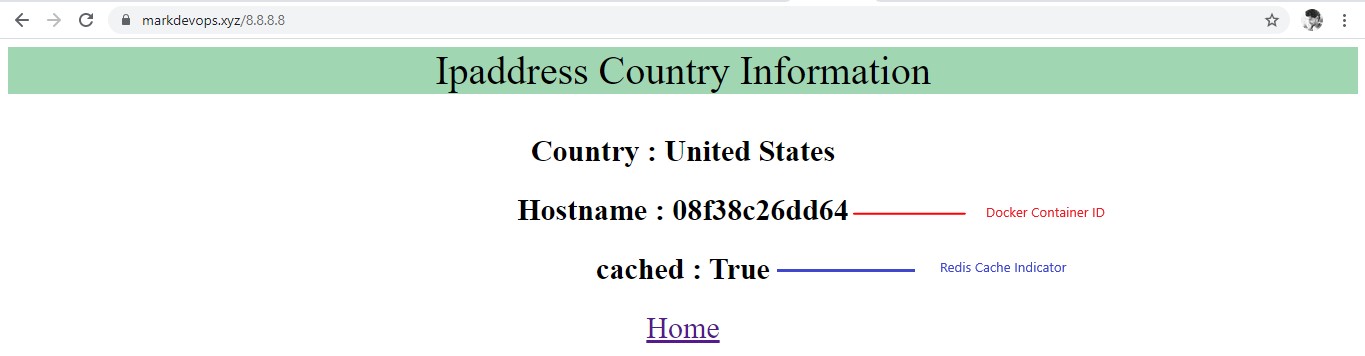 markdevops.xyz/8.8.8.8
Ipaddress Country Information
Country : United States
Hostname : 08f38c26dd64 Docker Container ID
cached : True Redis Cache Indicator
Home